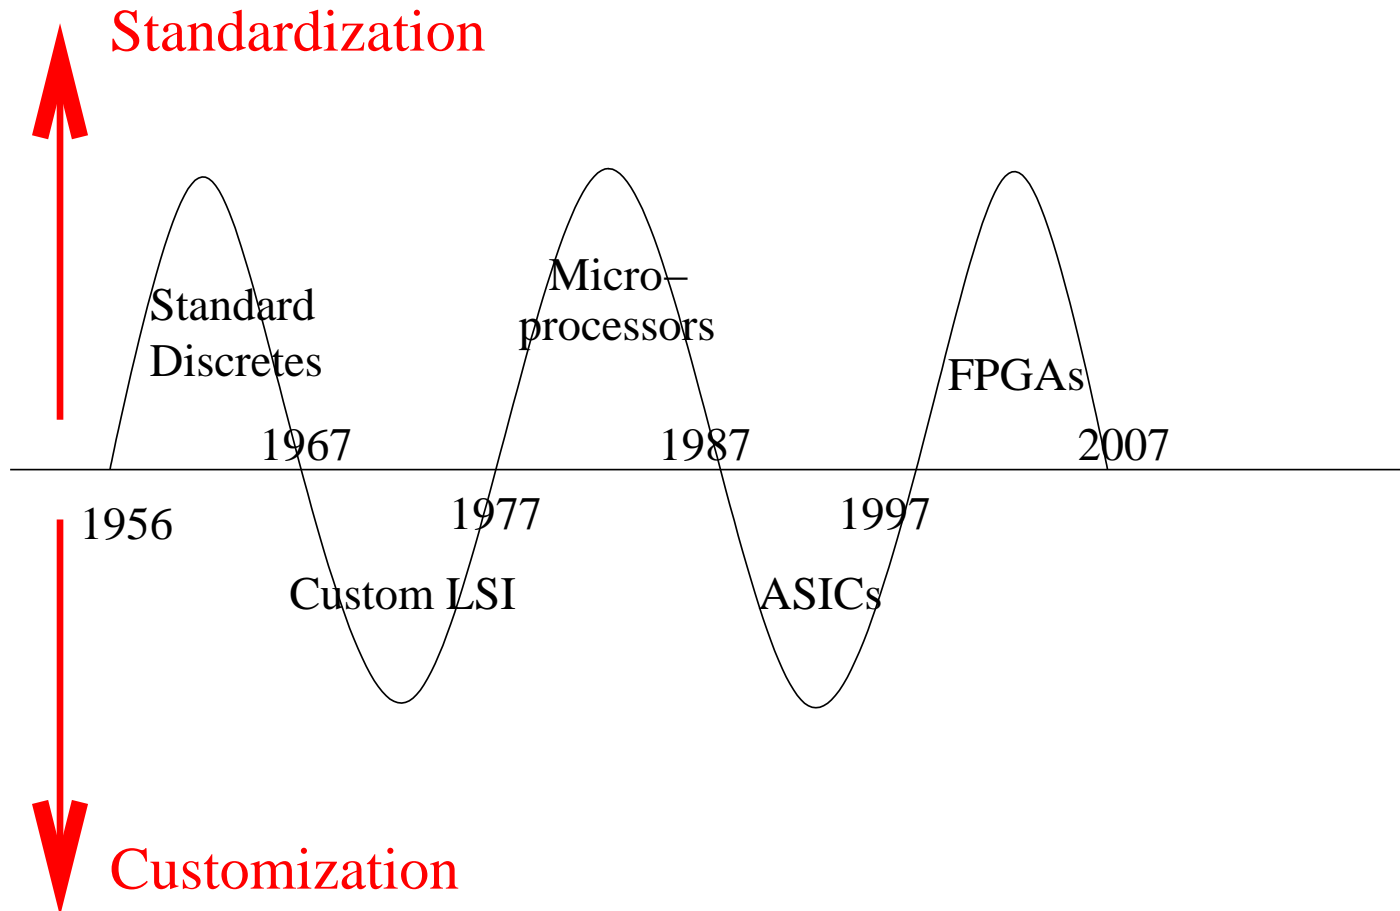 Standardization
Micro–
processors
Standard
Discretes
FPGAs
1967
1987
2007
1956
1977
1997
Custom LSI
ASICs
Customization